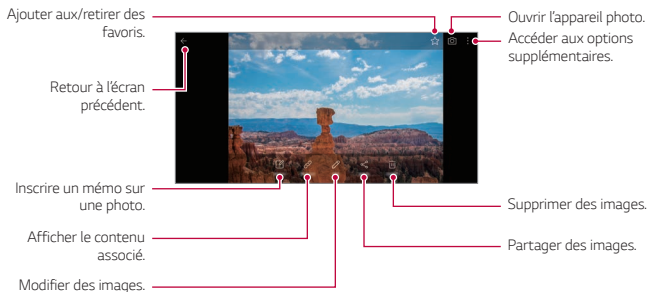 Ajouter aux/retirer des
favoris.
Retour à l'écran
précédent.
Inscrire un mémo sur
une photo.
Afficher le contenu
associé.
Modifier des images.
Ouvrir l'appareil photo.
Accéder aux options
supplémentaires.
Supprimer des images.
Partager des images.